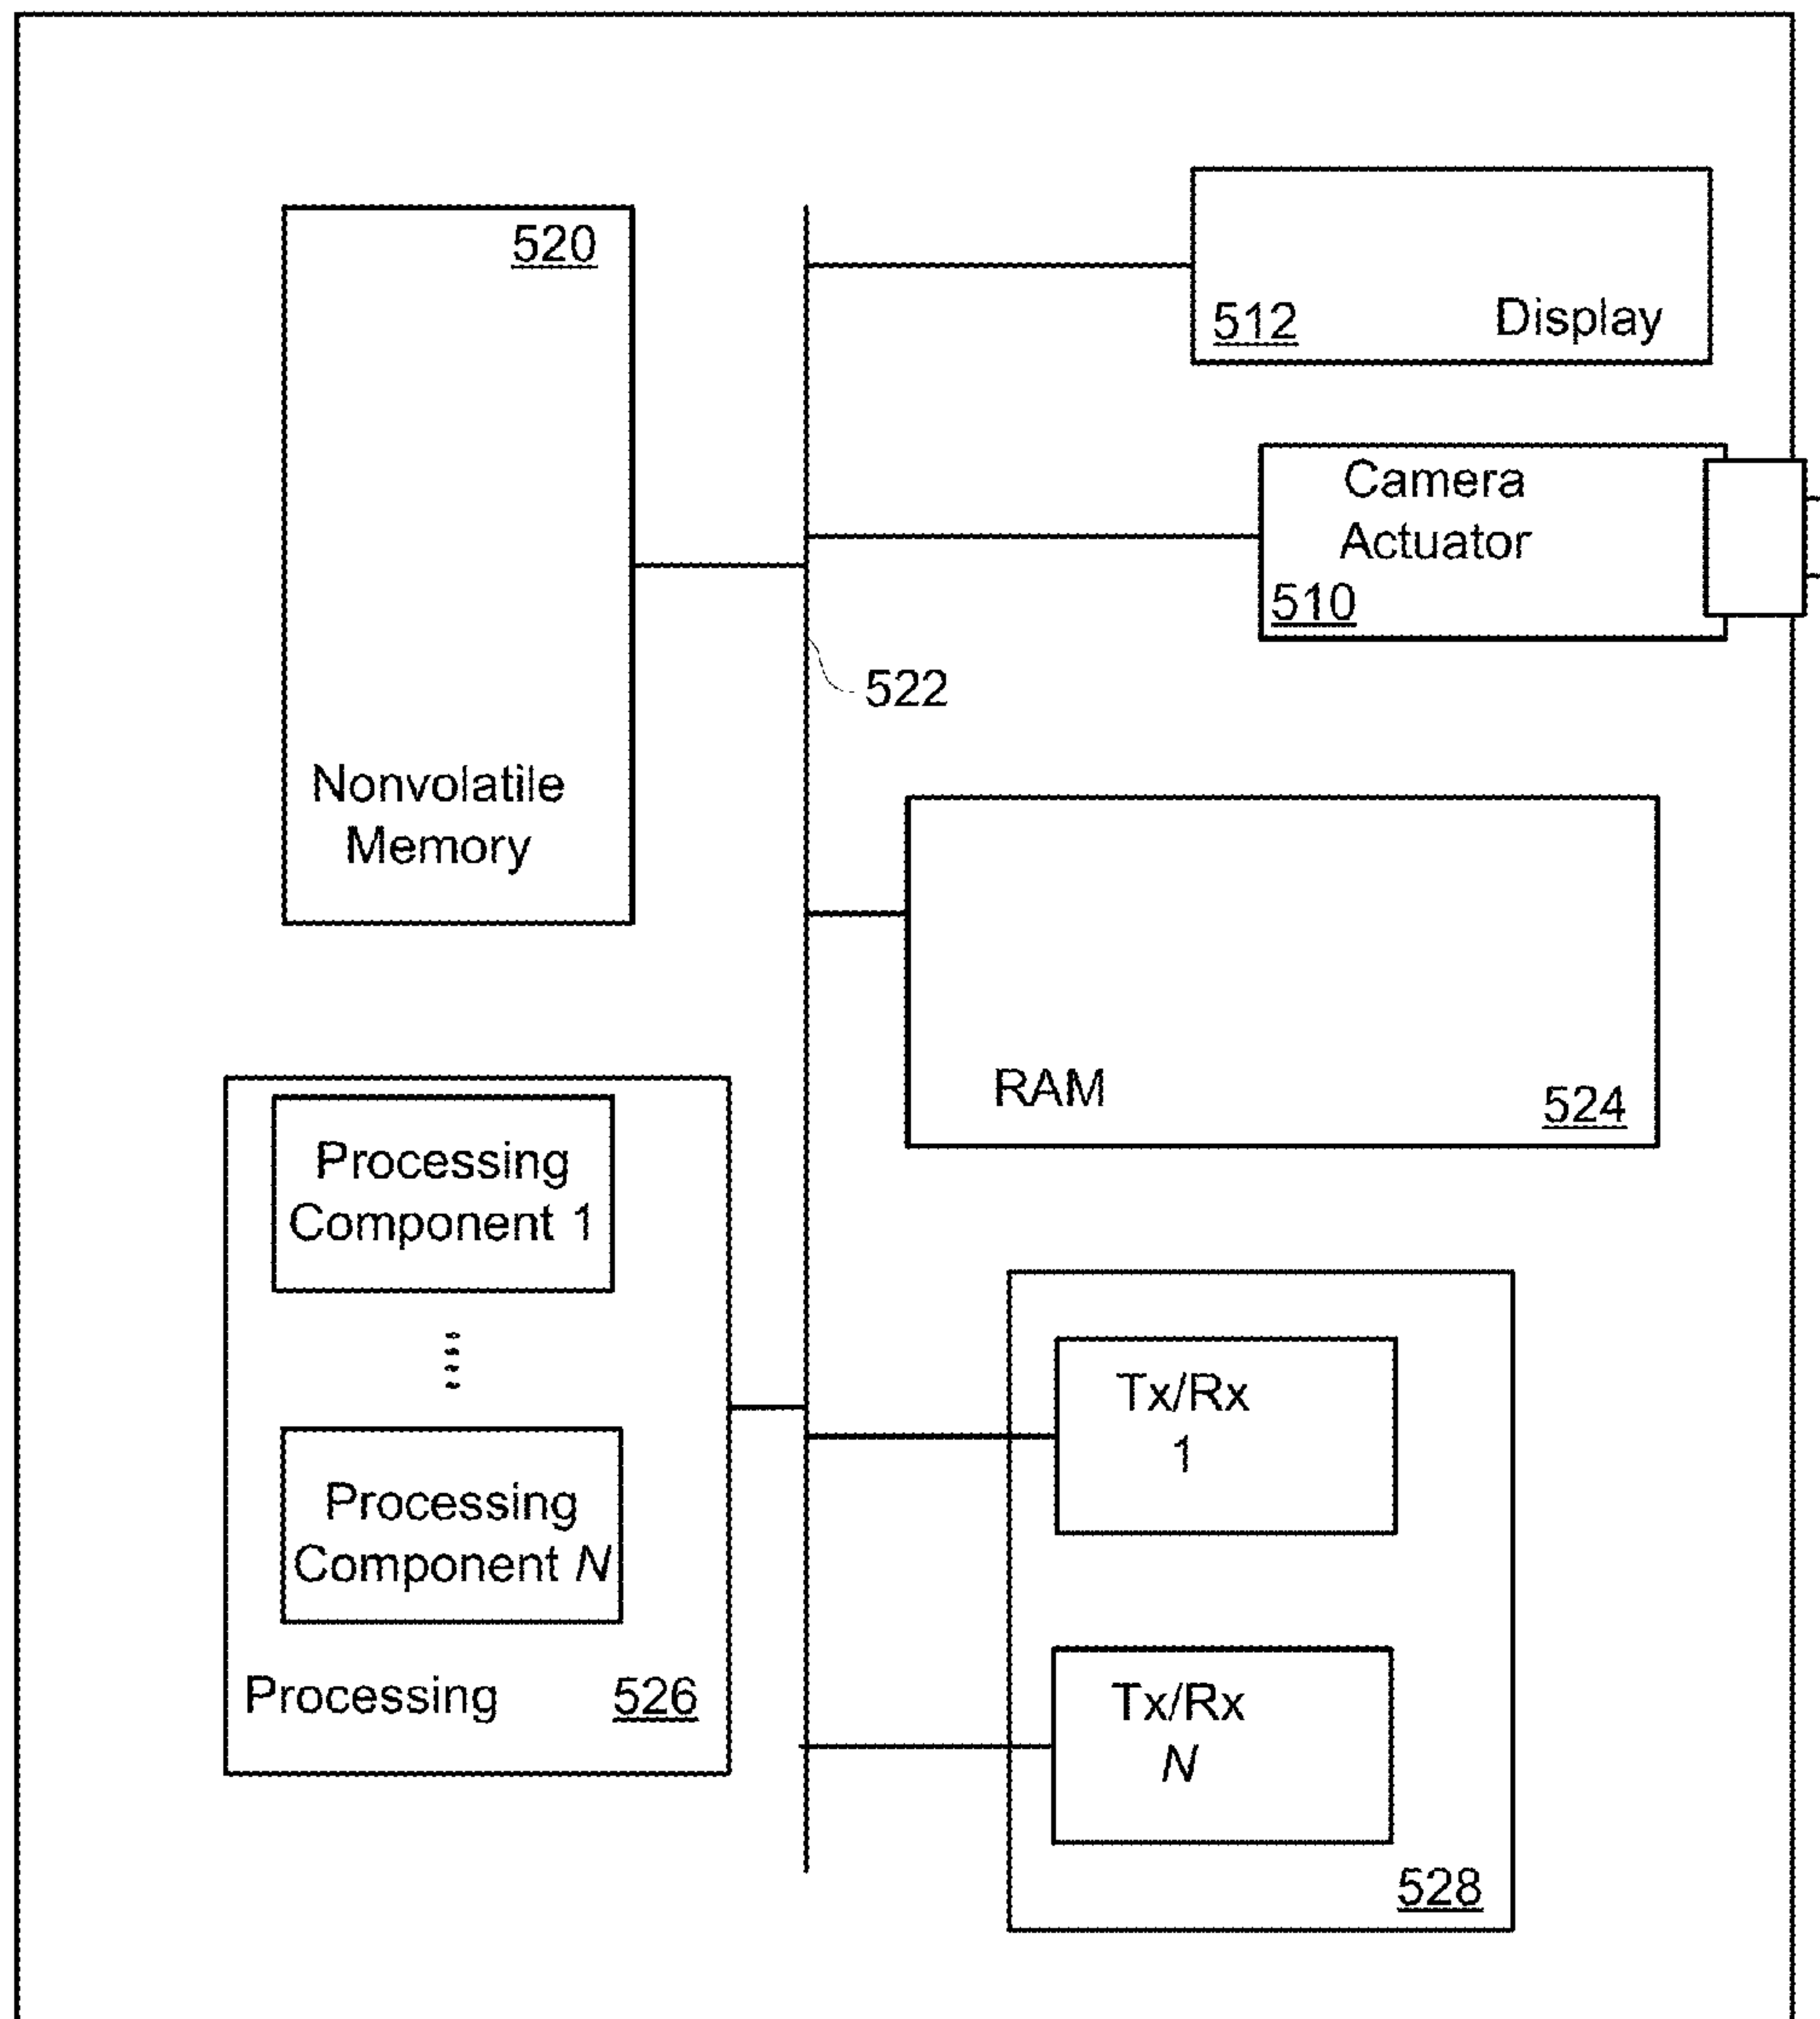 520
Nonvolatile
Memory
512
Display
Camera
Actuator
510
522
RAM
524
Processing
Component 1
Processing
Component N
Processing
526
Tx/Rx
1
Tx/Rx
N
528